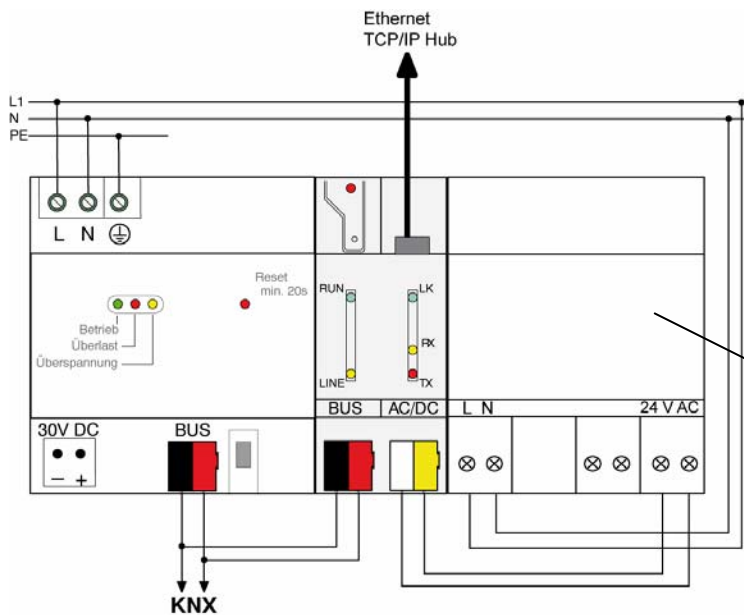 Ethernet
TCP/IP Hub
L1
N
PE
L N
Reset
min. 20s
RUN
LK
Betrieb
Überlast
Überspannung
RX
LINE
TX
BUS
AC/DC
L N
24 V AC
30V DC
BUS
− +
KNX